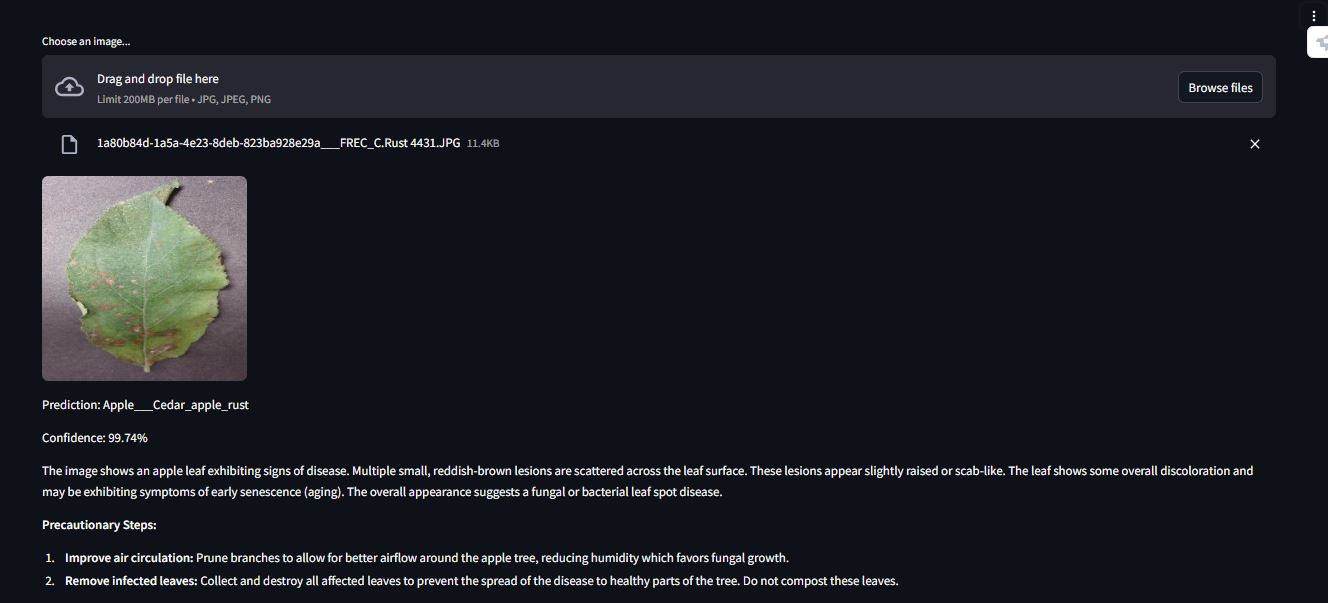 Choose an image...
Drag and drop file here
Limit 200MB per file • JPG, JPEG, PNG
Browse files
1a80b84d-1a5a-4e23-8deb-823ba928e29a___FREC_C.Rust 4431.JPG 11.4KB
Prediction: Apple___Cedar_apple_rust
Confidence: 99.74%
The image shows an apple leaf exhibiting signs of disease. Multiple small, reddish-brown lesions are scattered across the leaf surface. These lesions appear slightly raised or scab-like. The leaf shows some overall discoloration and
may be exhibiting symptoms of early senescence (aging). The overall appearance suggests a fungal or bacterial leaf spot disease.
Precautionary Steps:
1. Improve air circulation: Prune branches to allow for better airflow around the apple tree, reducing humidity which favors fungal growth.
2. Remove infected leaves: Collect and destroy all affected leaves to prevent the spread of the disease to healthy parts of the tree. Do not compost these leaves.